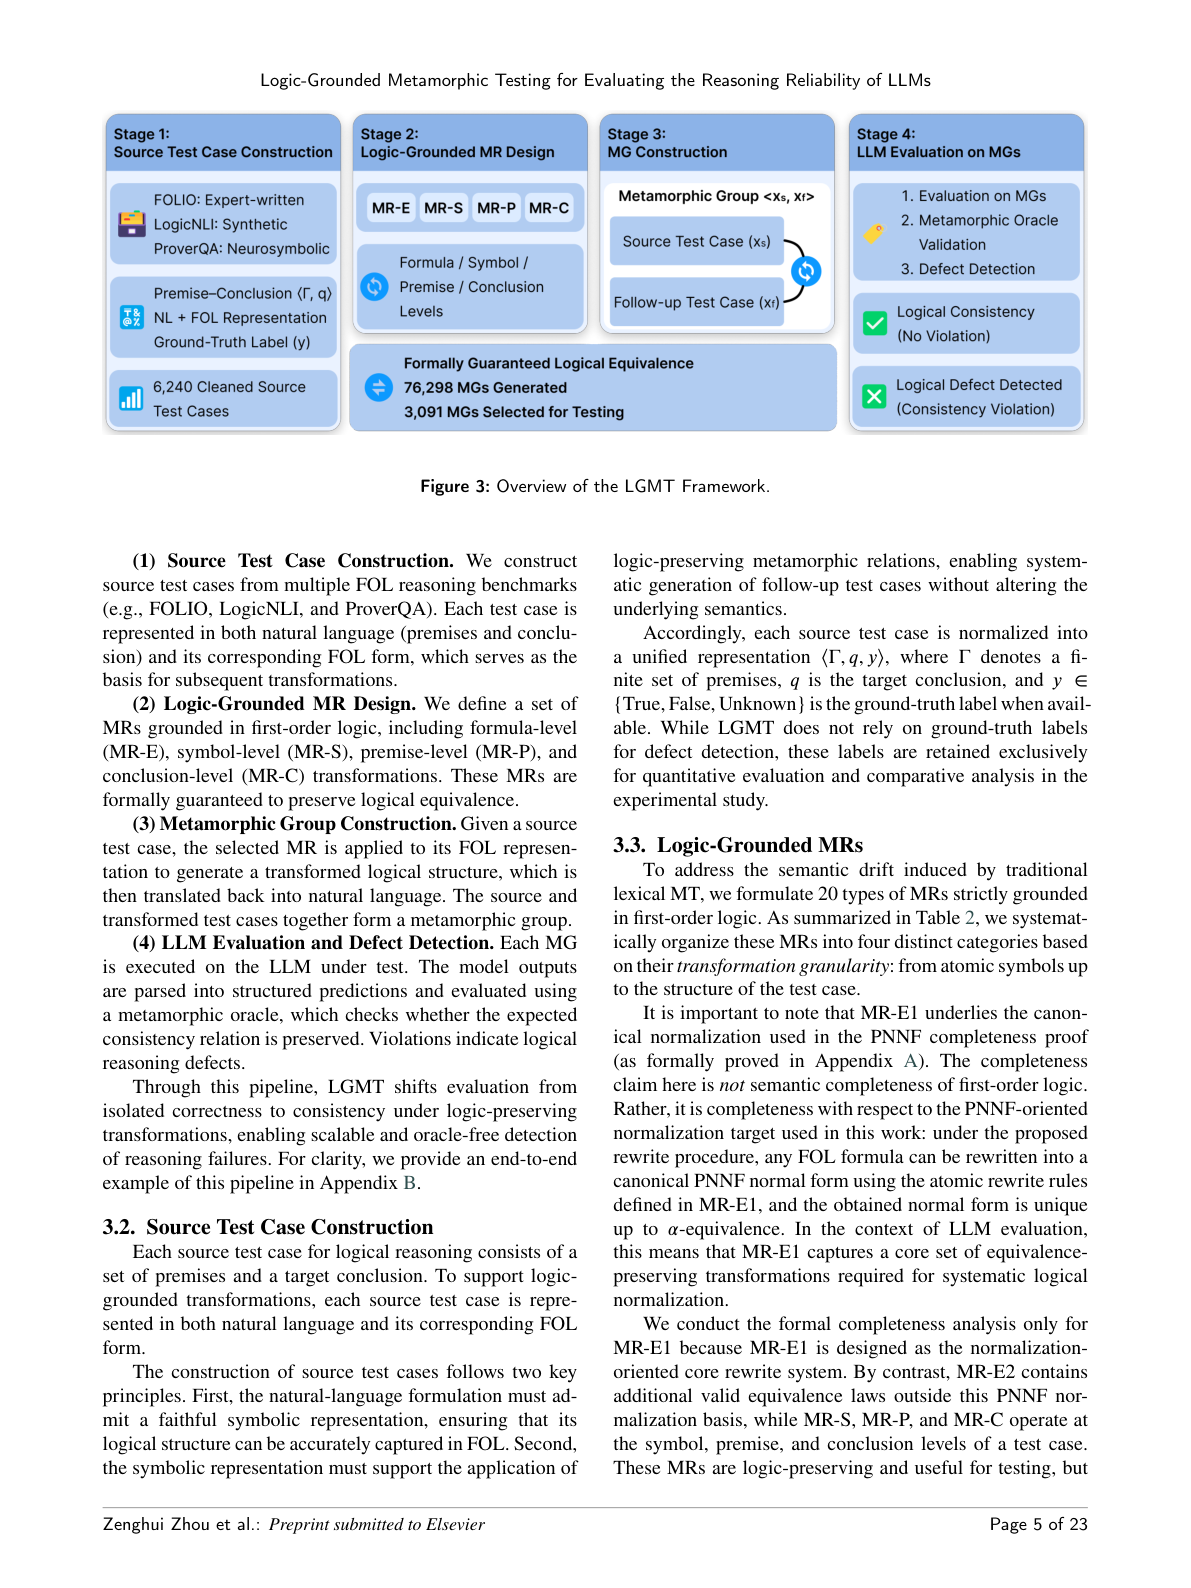 Logic-Grounded Metamorphic Testing for Evaluating the Reasoning Reliability of LLMs
Stage 1:
Source Test Case Construction
FOLIO: Expert-written
LogicNLI: Synthetic
ProverQA: Neurosymbolic
Premise–Conclusion ⟨Γ, q⟩
NL + FOL Representation
Ground-Truth Label (y)
6,240 Cleaned Source
Test Cases
Stage 2:
Logic-Grounded MR Design
MR-E MR-S MR-P MR-C
Formula / Symbol /
Premise / Conclusion
Levels
Stage 3:
MG Construction
Metamorphic Group <xs, xf>
Source Test Case (xs)
Follow-up Test Case (xf)
Formally Guaranteed Logical Equivalence
76,298 MGs Generated
3,091 MGs Selected for Testing
Stage 4:
LLM Evaluation on MGs
1. Evaluation on MGs
2. Metamorphic Oracle
Validation
3. Defect Detection
Logical Consistency
(No Violation)
Logical Defect Detected
(Consistency Violation)
Figure 3: Overview of the LGMT Framework.
(1) Source Test Case Construction. We construct
source test cases from multiple FOL reasoning benchmarks
(e.g., FOLIO, LogicNLI, and ProverQA). Each test case is
represented in both natural language (premises and conclu-
sion) and its corresponding FOL form, which serves as the
basis for subsequent transformations.
(2) Logic-Grounded MR Design. We define a set of
MRs grounded in first-order logic, including formula-level
(MR-E), symbol-level (MR-S), premise-level (MR-P), and
conclusion-level (MR-C) transformations. These MRs are
formally guaranteed to preserve logical equivalence.
(3) Metamorphic Group Construction. Given a source
test case, the selected MR is applied to its FOL represen-
tation to generate a transformed logical structure, which is
then translated back into natural language. The source and
transformed test cases together form a metamorphic group.
(4) LLM Evaluation and Defect Detection. Each MG
is executed on the LLM under test. The model outputs
are parsed into structured predictions and evaluated using
a metamorphic oracle, which checks whether the expected
consistency relation is preserved. Violations indicate logical
reasoning defects.
Through this pipeline, LGMT shifts evaluation from
isolated correctness to consistency under logic-preserving
transformations, enabling scalable and oracle-free detection
of reasoning failures. For clarity, we provide an end-to-end
example of this pipeline in Appendix B.
3.2. Source Test Case Construction
Each source test case for logical reasoning consists of a
set of premises and a target conclusion. To support logic-
grounded transformations, each source test case is repre-
sented in both natural language and its corresponding FOL
form.
The construction of source test cases follows two key
principles. First, the natural-language formulation must ad-
mit a faithful symbolic representation, ensuring that its
logical structure can be accurately captured in FOL. Second,
the symbolic representation must support the application of
logic-preserving metamorphic relations, enabling system-
atic generation of follow-up test cases without altering the
underlying semantics.
Accordingly, each source test case is normalized into
a unified representation ⟨Γ, q, y⟩, where Γ denotes a fi-
nite set of premises, q is the target conclusion, and y ∈
{True, False, Unknown} is the ground-truth label when avail-
able. While LGMT does not rely on ground-truth labels
for defect detection, these labels are retained exclusively
for quantitative evaluation and comparative analysis in the
experimental study.
3.3. Logic-Grounded MRs
To address the semantic drift induced by traditional
lexical MT, we formulate 20 types of MRs strictly grounded
in first-order logic. As summarized in Table 2, we systemat-
ically organize these MRs into four distinct categories based
on their transformation granularity: from atomic symbols up
to the structure of the test case.
It is important to note that MR-E1 underlies the canon-
ical normalization used in the PNNF completeness proof
(as formally proved in Appendix A). The completeness
claim here is not semantic completeness of first-order logic.
Rather, it is completeness with respect to the PNNF-oriented
normalization target used in this work: under the proposed
rewrite procedure, any FOL formula can be rewritten into a
canonical PNNF normal form using the atomic rewrite rules
defined in MR-E1, and the obtained normal form is unique
up to α-equivalence. In the context of LLM evaluation,
this means that MR-E1 captures a core set of equivalence-
preserving transformations required for systematic logical
normalization.
We conduct the formal completeness analysis only for
MR-E1 because MR-E1 is designed as the normalization-
oriented core rewrite system. By contrast, MR-E2 contains
additional valid equivalence laws outside this PNNF nor-
malization basis, while MR-S, MR-P, and MR-C operate at
the symbol, premise, and conclusion levels of a test case.
These MRs are logic-preserving and useful for testing, but
Zenghui Zhou et al.: Preprint submitted to Elsevier
Page 5 of 23